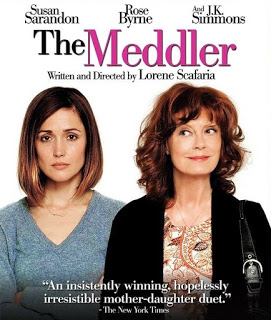 Susan Sarandon
Rose Byrne
And J.K. Simmons
The Meddler
Written and Directed by Lorene Scafaria
“An insistently winning, hopelessly
irresistible mother-daughter duet.”
- The New York Times